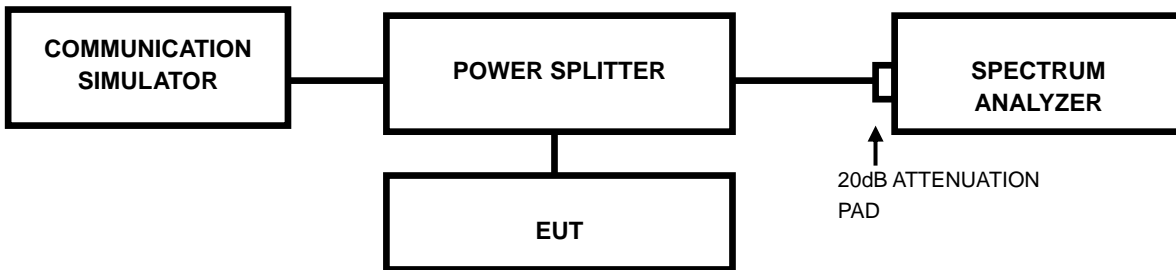 COMMUNICATION
SIMULATOR
POWER SPLITTER
SPECTRUM
ANALYZER
20dB ATTENUATION
PAD
EUT